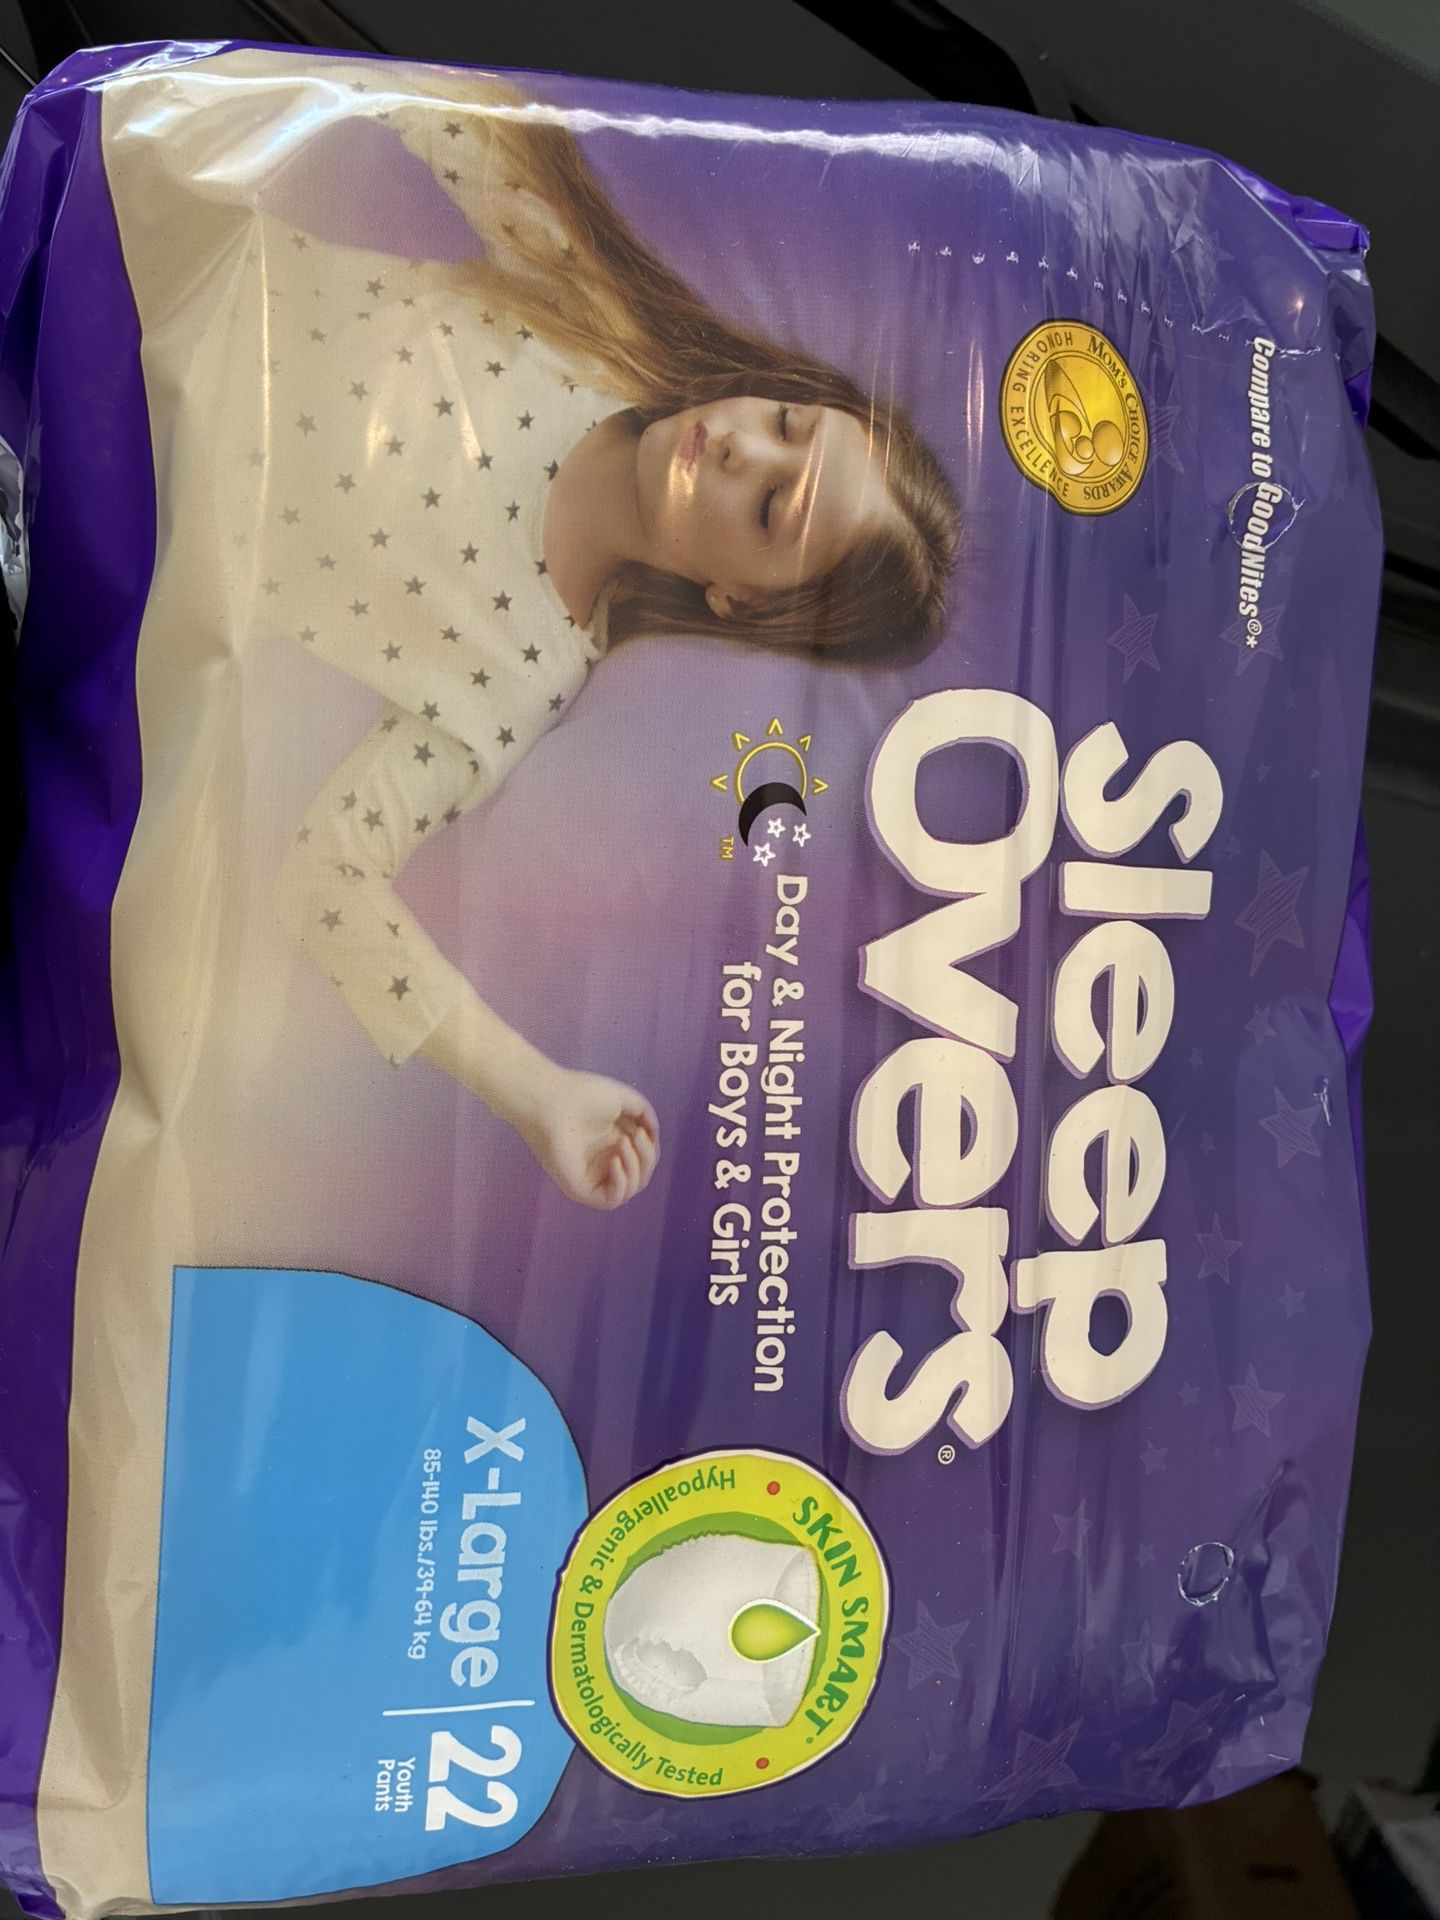 Compare to GoodNites®*
MOM'S CHOICE AWARDS
HONORING EXCELLENCE
Sleep
Overs®
TM
Day & Night Protection
for Boys & Girls
SKIN SMART®
Hypoallergenic & Dermatologically Tested
X-Large | 22
85-140 lbs./39-64 kg
Youth
Pants